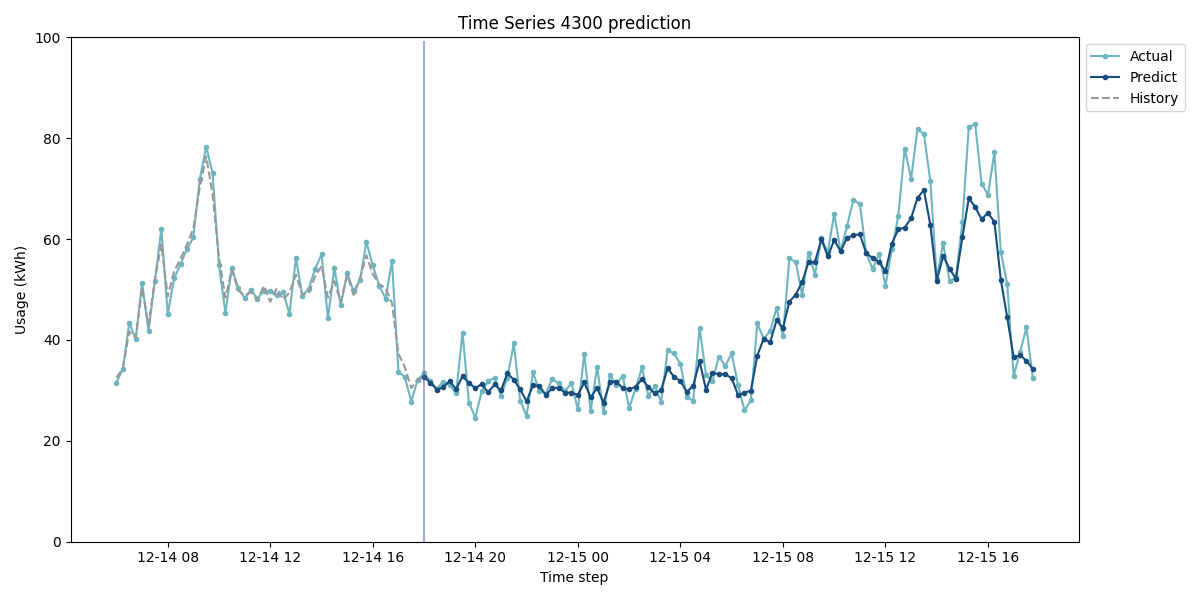 Time Series 4300 prediction
Actual
Predict
History
Usage (kWh)
100
80
60
40
20
0
12-14 08
12-14 12
12-14 16
12-14 20
12-15 00
12-15 04
12-15 08
12-15 12
12-15 16
Time step